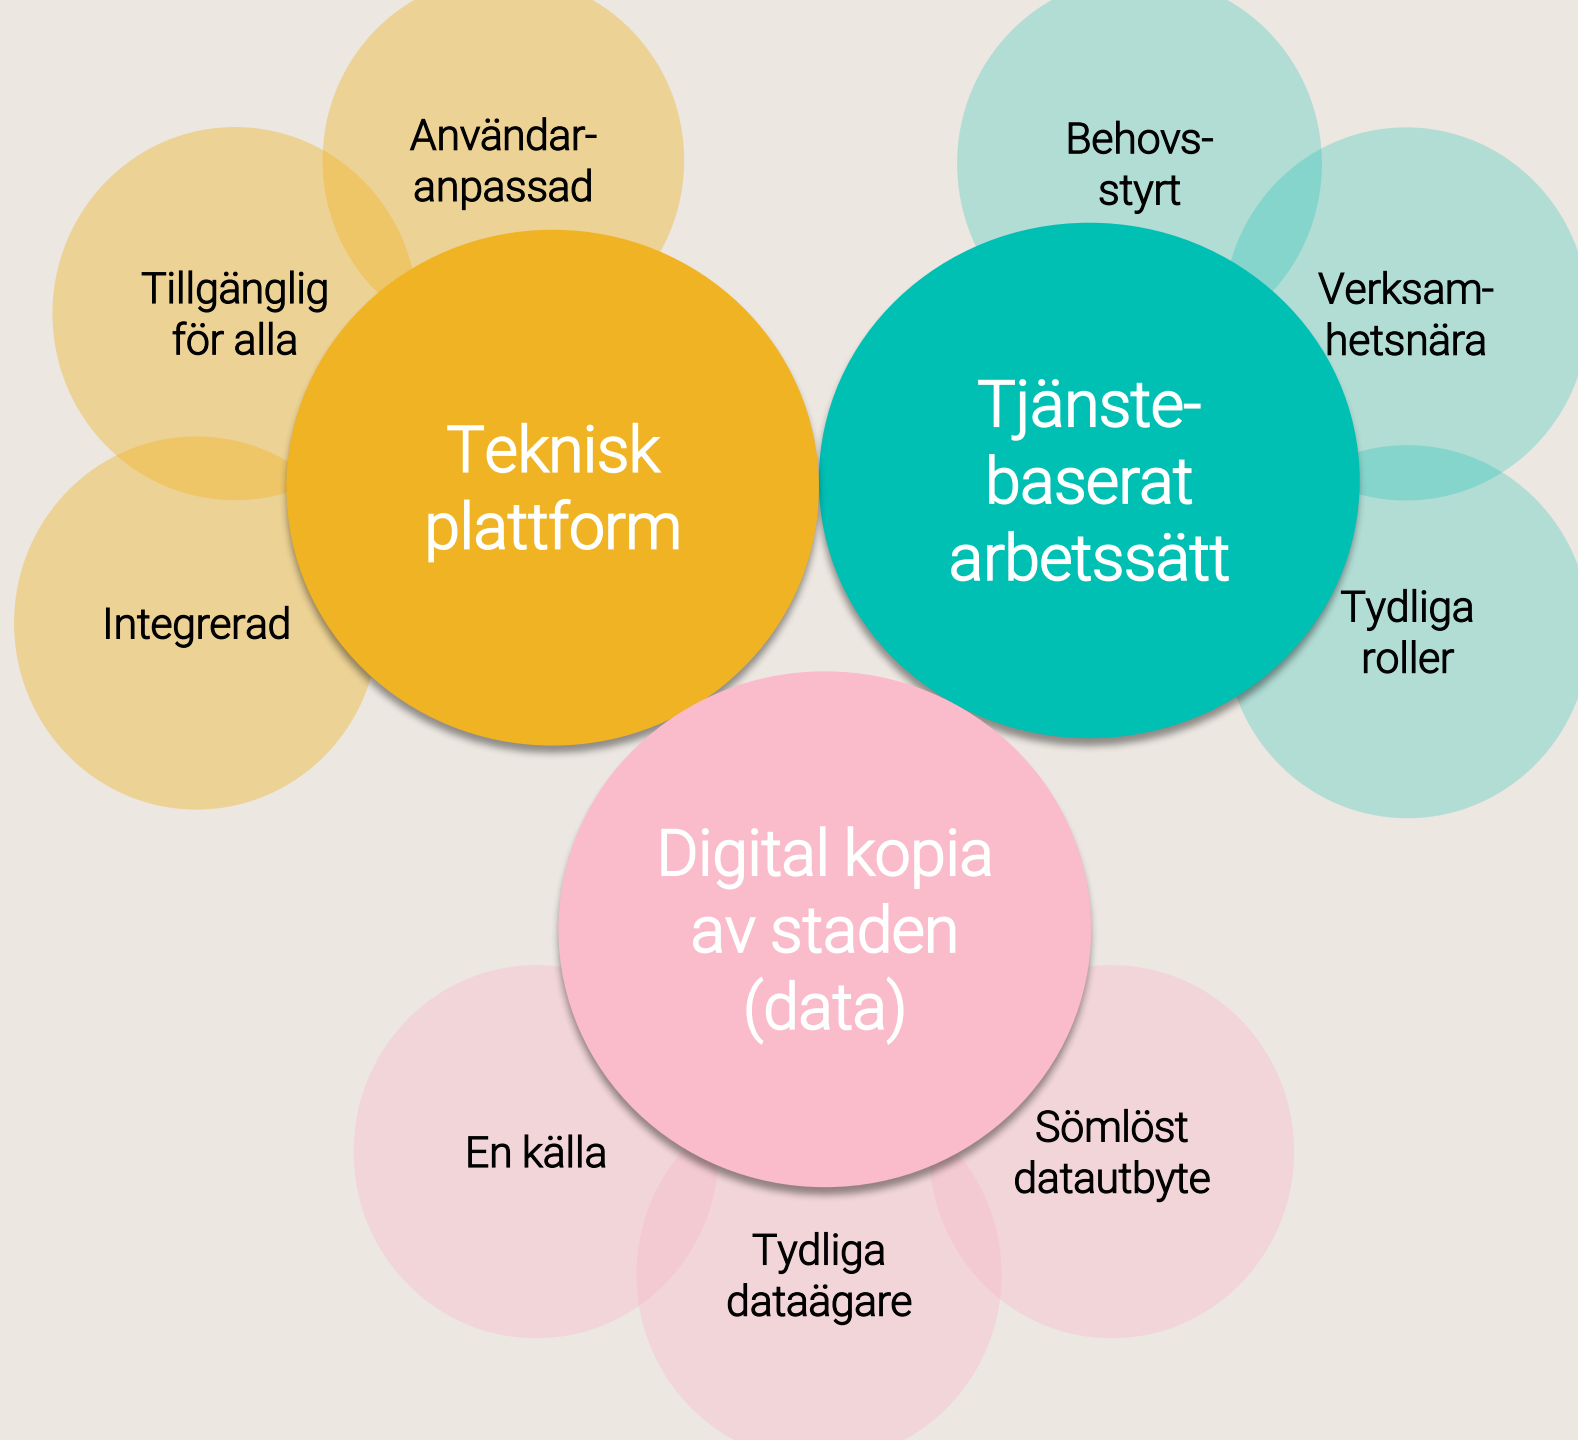 Användar-
anpassad
Tillgänglig
för alla
Integrerad
Teknisk
plattform
Behovs-
styrt
Verksam-
hetsnära
Tydliga
roller
Tjänste-
baserat
arbetssätt
Digital kopia
av staden
(data)
En källa
Tydliga
dataägare
Sömlöst
datautbyte